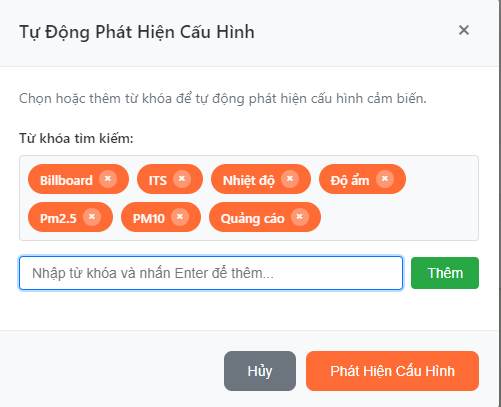 Tự Động Phát Hiện Cấu Hình ×
Chọn hoặc thêm từ khóa để tự động phát hiện cấu hình cảm biến.
Từ khóa tìm kiếm:
Billboard × ITS × Nhiệt độ × Độ ẩm ×
Pm2.5 × PM10 × Quảng cáo ×
Nhập từ khóa và nhấn Enter để thêm... Thêm
Hủy Phát Hiện Cấu Hình